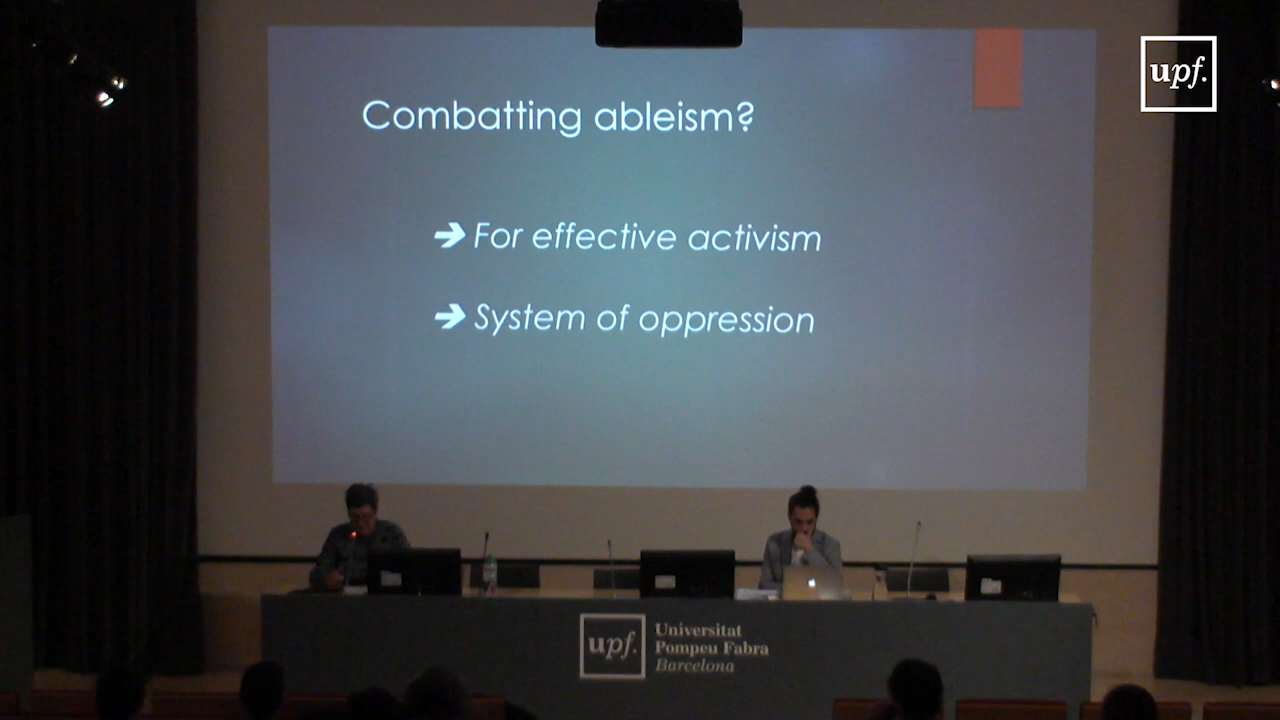 upf.
Combatting ableism?
➔ For effective activism
➔ System of oppression
upf.
Universitat
Pompeu Fabra
Barcelona